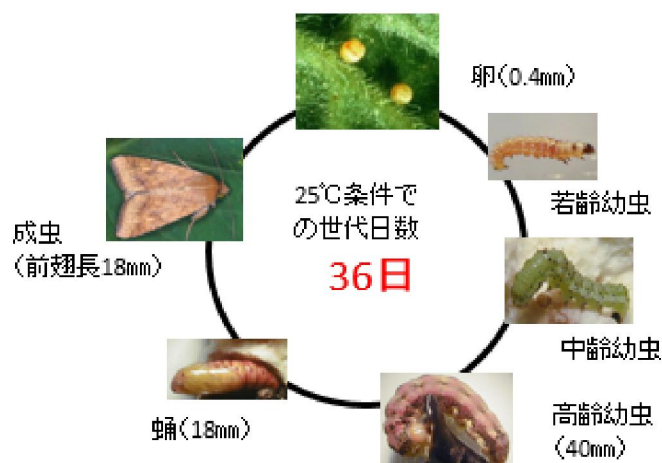 卵(0.4mm)
若齢幼虫
中齢幼虫
高齢幼虫
(40mm)
蛹(18mm)
成虫
(前翅長18mm)
25℃条件で
の世代日数
36日